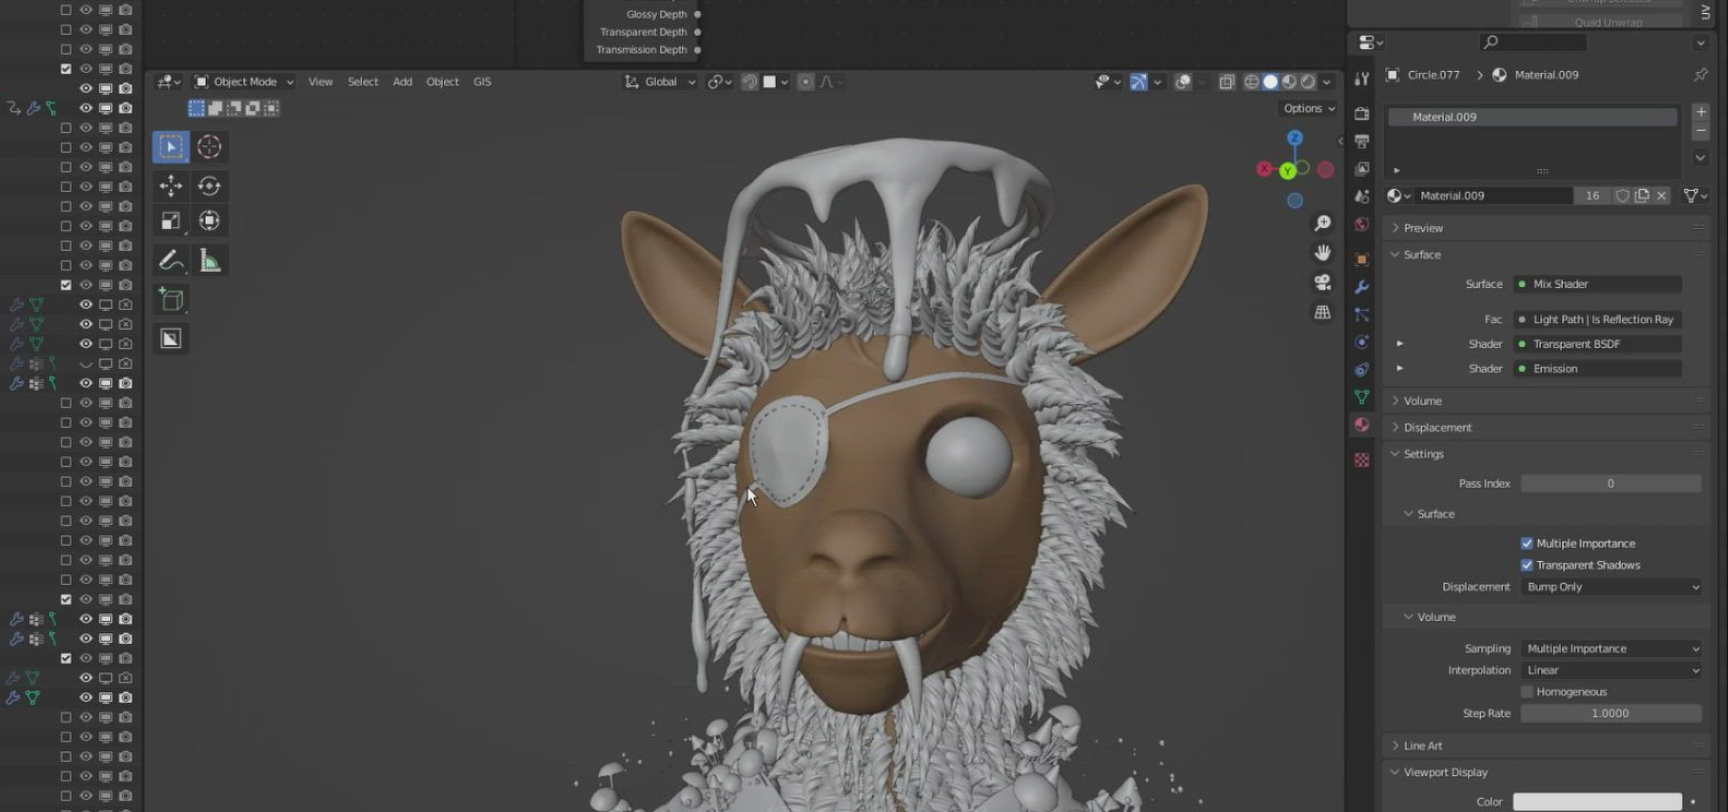 Glossy Depth
Transparent Depth
Transmission Depth
Object Mode View Select Add Object GIS Global
Options
Z
X
Y
Quad Unwrap
Circle.077 > Material.009
Material.009
Material.009 16
Preview
Surface
Surface Mix Shader
Fac Light Path | Is Reflection Ray
Shader Transparent BSDF
Shader Emission
Volume
Displacement
Settings
Pass Index 0
Surface
Multiple Importance
Transparent Shadows
Displacement Bump Only
Volume
Sampling Multiple Importance
Interpolation Linear
Homogeneous
Step Rate 1.0000
Line Art
Viewport Display
Color